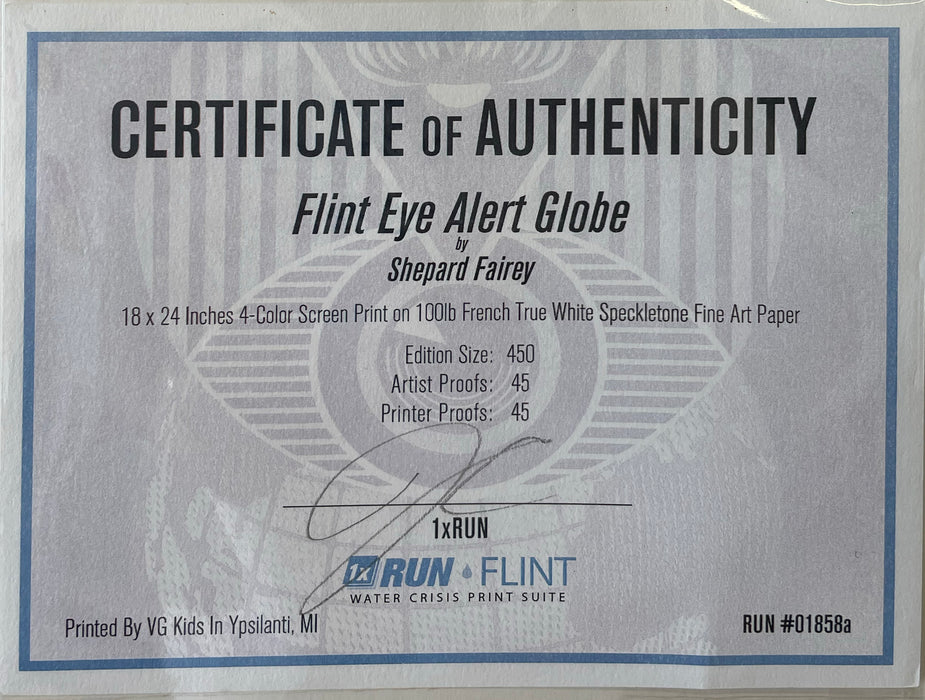 CERTIFICATE OF AUTHENTICITY
Flint Eye Alert Globe
by
Shepard Fairey
18 x 24 Inches 4-Color Screen Print on 100lb French True White Speckletone Fine Art Paper
Edition Size: 450
Artist Proofs: 45
Printer Proofs: 45
1xRUN
1x RUN FLINT
WATER CRISIS PRINT SUITE
Printed By VG Kids In Ypsilanti, MI
RUN #01858a